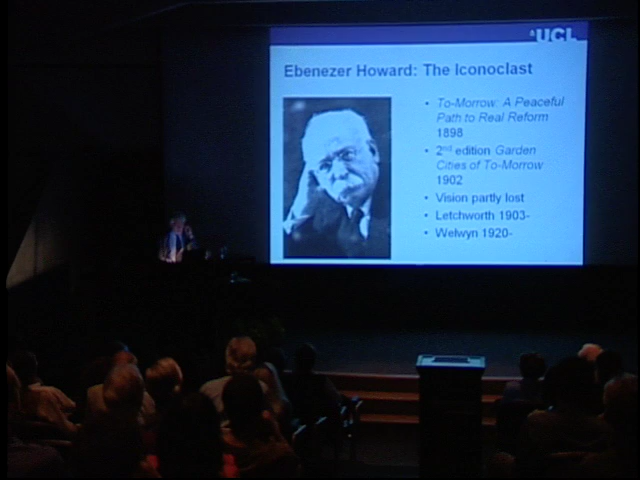 UCL
Ebenezer Howard: The Iconoclast
• To-Morrow: A Peaceful
Path to Real Reform
1898
• 2nd edition Garden
Cities of To-Morrow
1902
• Vision partly lost
• Letchworth 1903-
• Welwyn 1920-